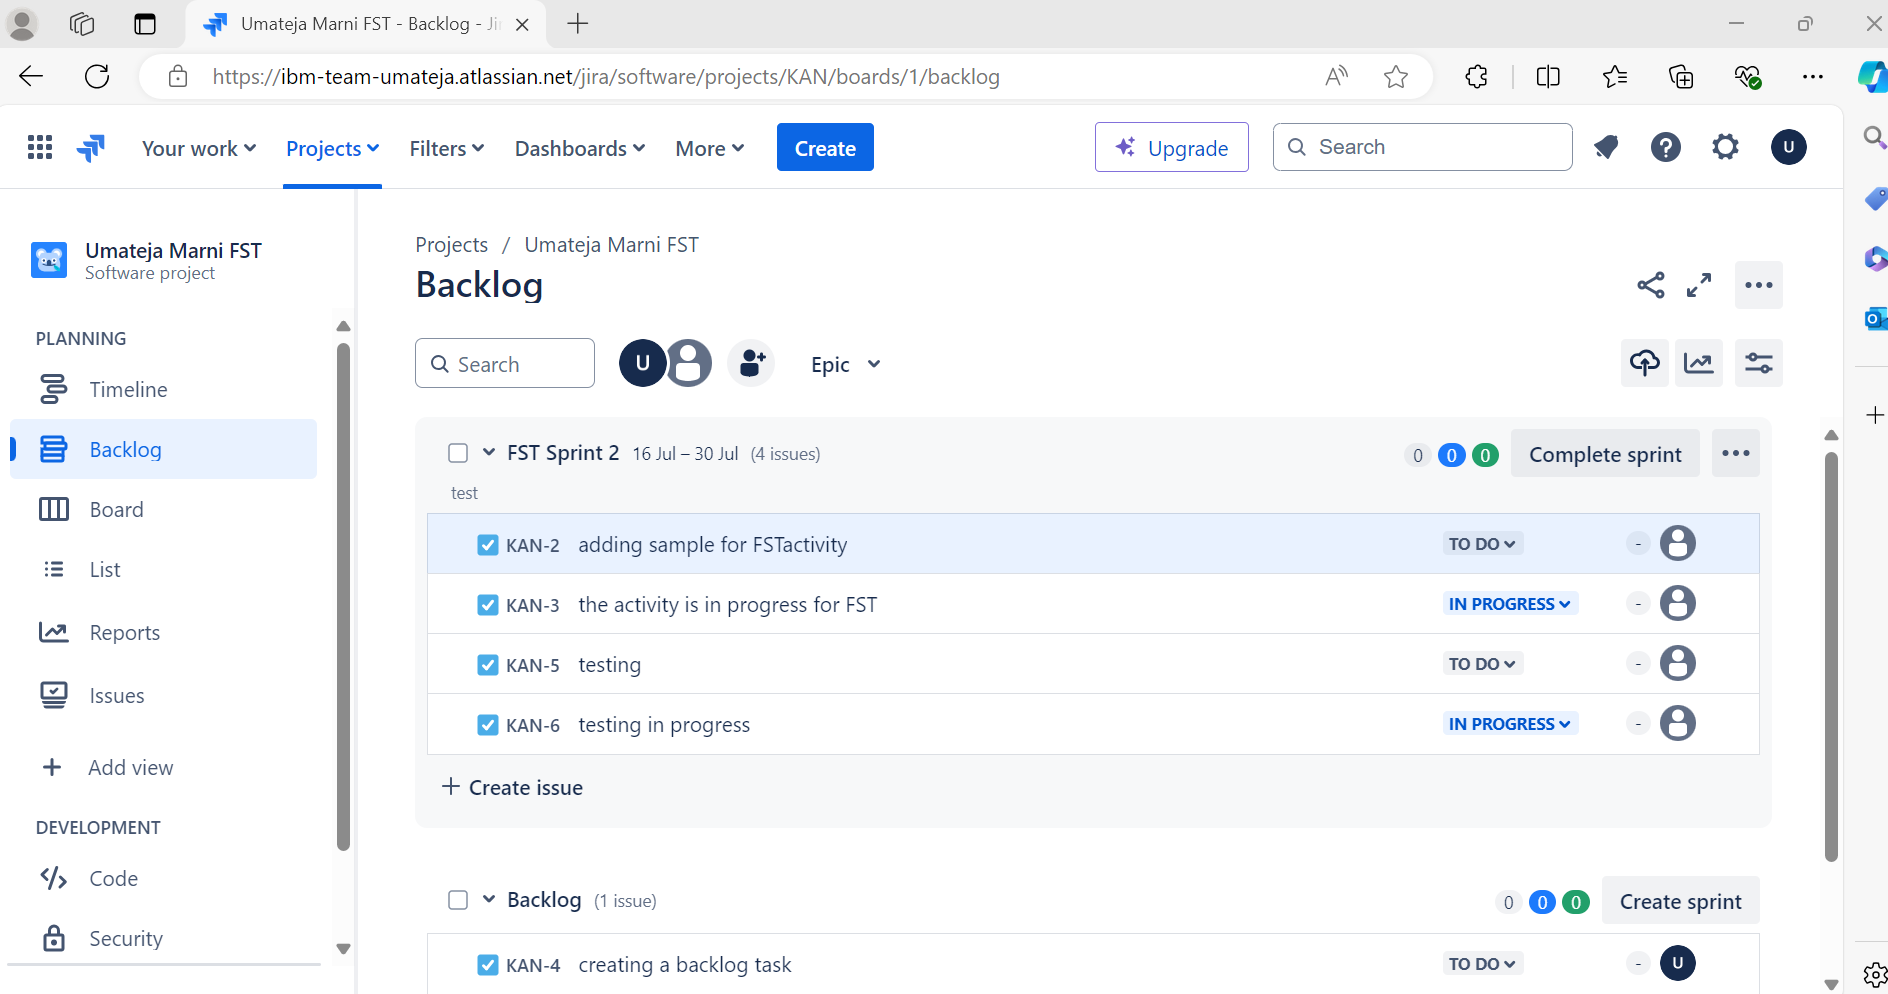 Umateja Marni FST - Backlog - Ji
https://ibm-team-umateja.atlassian.net/jira/software/projects/KAN/boards/1/backlog
Your work Projects Filters Dashboards More Create Upgrade Search U
Umateja Marni FST
Software project
PLANNING
Timeline
Backlog
Board
List
Reports
Issues
Add view
DEVELOPMENT
Code
Security
Projects / Umateja Marni FST
Backlog
Search U Epic
FST Sprint 2 16 Jul – 30 Jul (4 issues) 0 0 0 Complete sprint
test
KAN-2 adding sample for FSTactivity TO DO -
KAN-3 the activity is in progress for FST IN PROGRESS -
KAN-5 testing TO DO -
KAN-6 testing in progress IN PROGRESS -
+ Create issue
Backlog (1 issue) 0 0 0 Create sprint
KAN-4 creating a backlog task TO DO - U